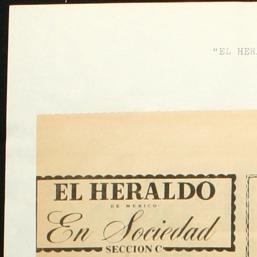 "EL HER
EL HERALDO
DE MEXICO
En Sociedad
SECCION C